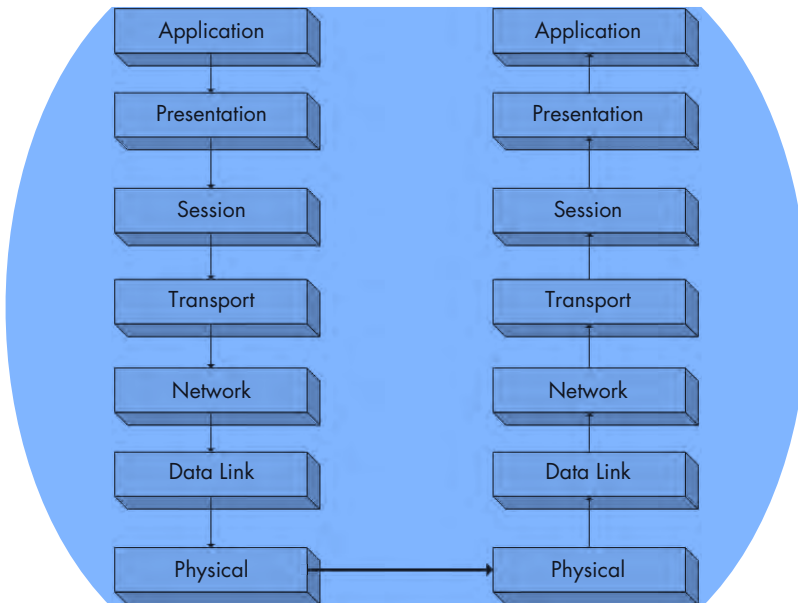 Application
Presentation
Session
Transport
Network
Data Link
Physical
Application
Presentation
Session
Transport
Network
Data Link
Physical